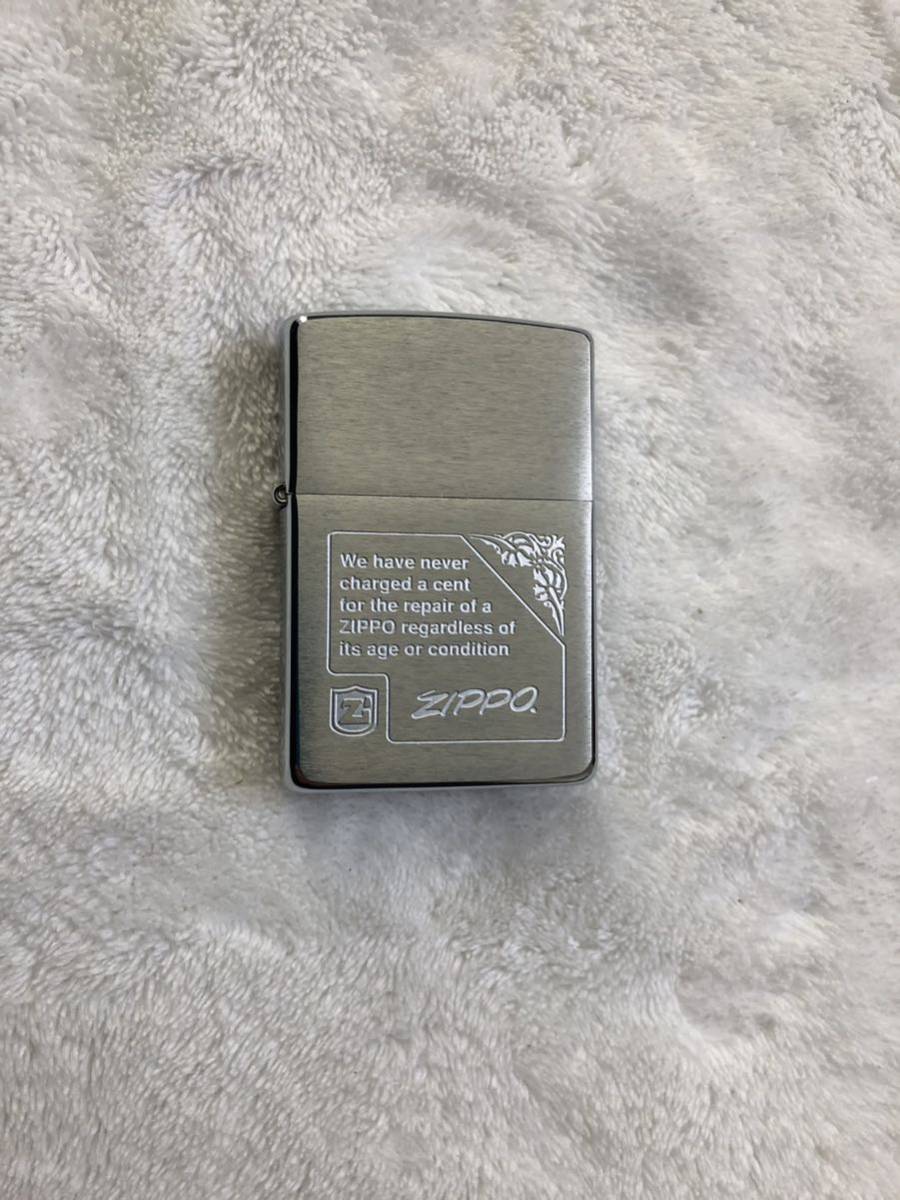 We have never
charged a cent
for the repair of a
ZIPPO regardless of
its age or condition
Z
ZIPPO.